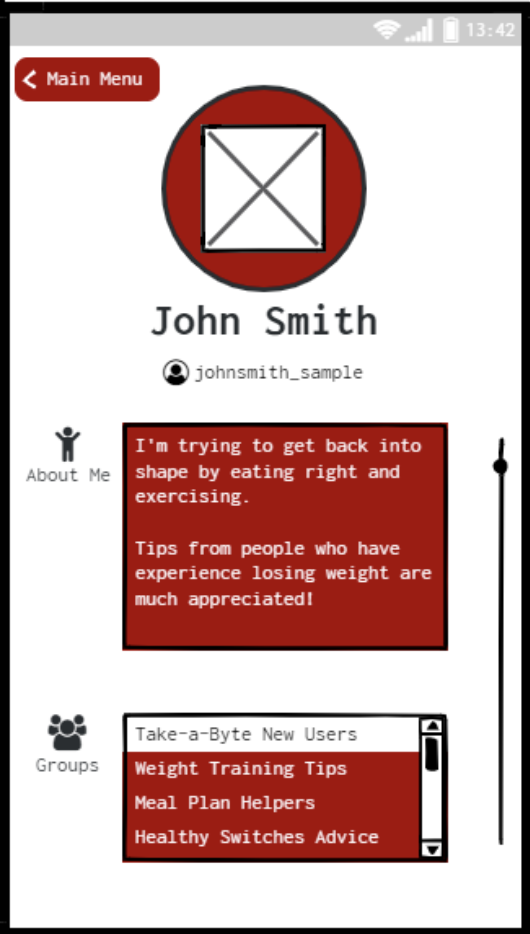 13:42
Main Menu
John Smith
johnsmith_sample
About Me
I'm trying to get back into
shape by eating right and
exercising.
Tips from people who have
experience losing weight are
much appreciated!
Groups
Take-a-Byte New Users
Weight Training Tips
Meal Plan Helpers
Healthy Switches Advice